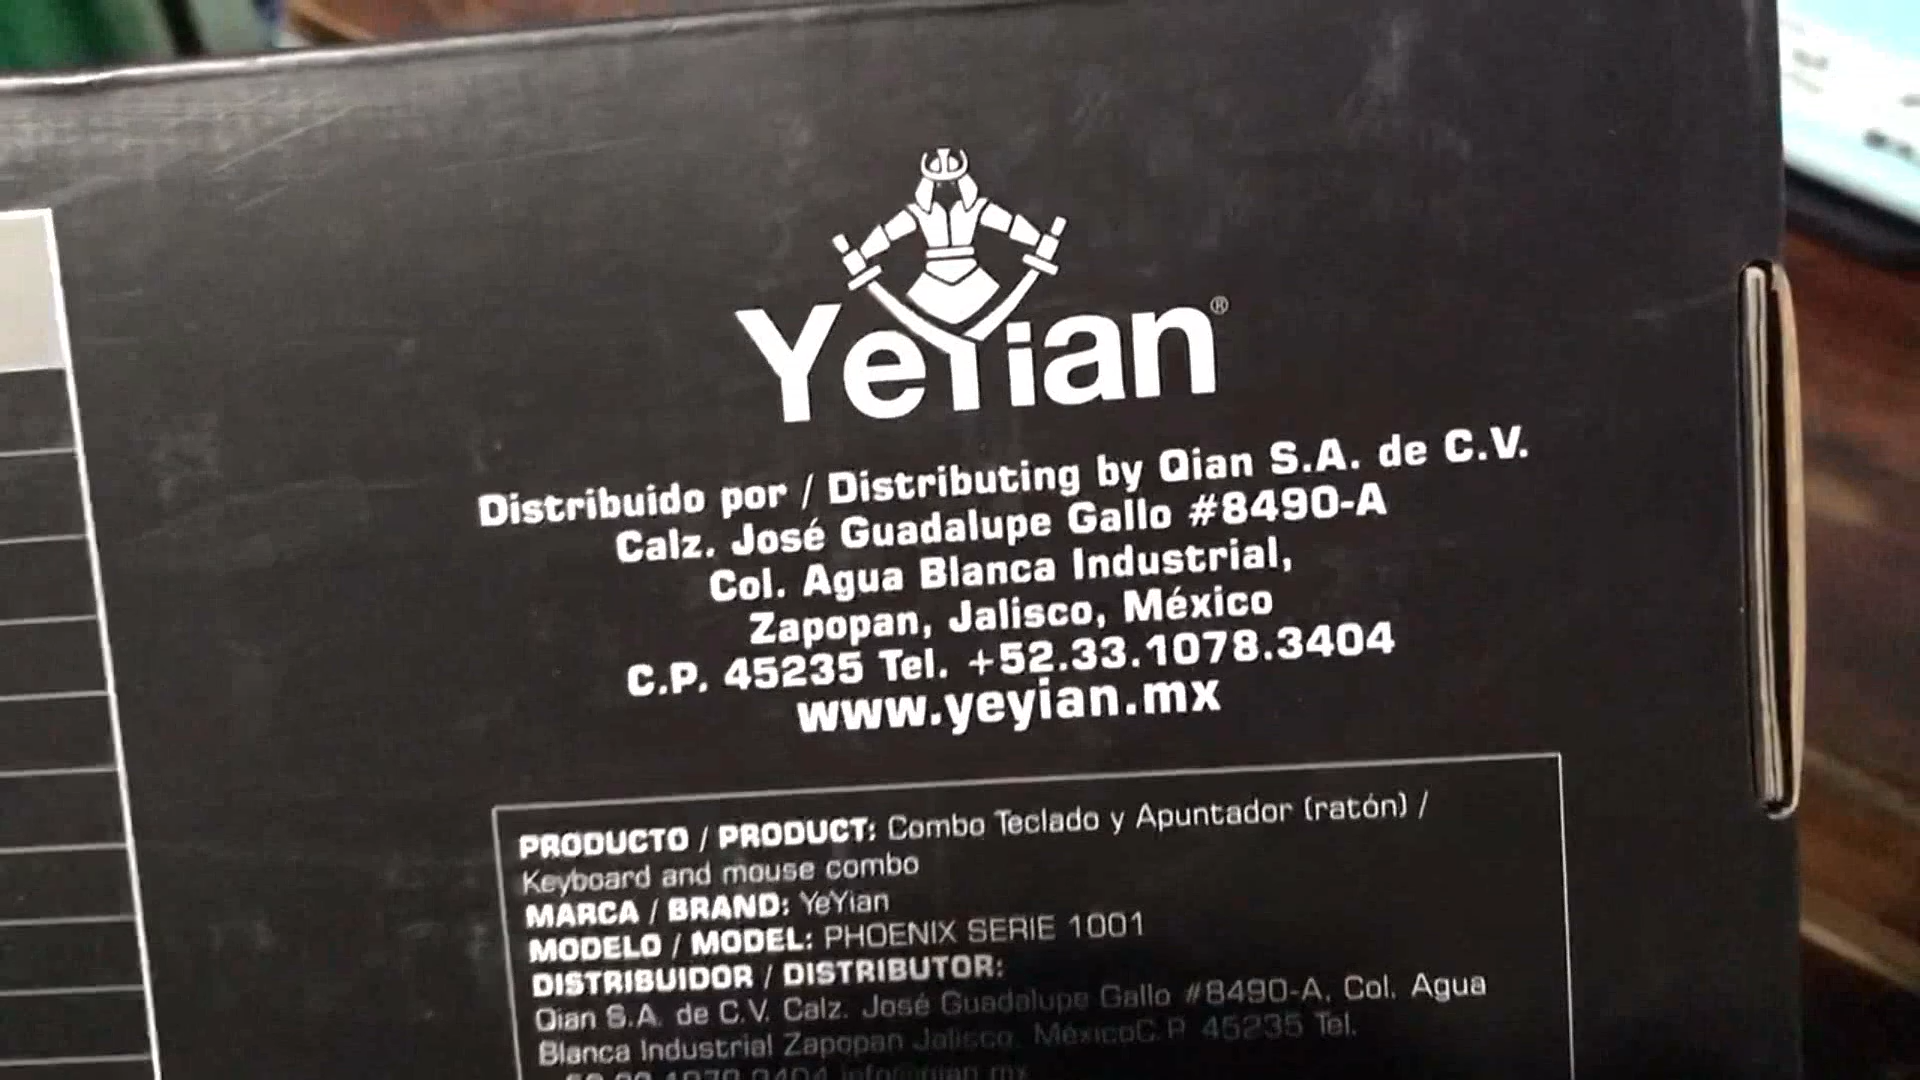 YeYian®
Distribuido por / Distributing by Qian S.A. de C.V.
Calz. José Guadalupe Gallo #8490-A
Col. Agua Blanca Industrial,
Zapopan, Jalisco, México
C.P. 45235 Tel. +52.33.1078.3404
www.yeyian.mx
PRODUCTO / PRODUCT: Combo Teclado y Apuntador (ratón) /
Keyboard and mouse combo
MARCA / BRAND: YeYian
MODELO / MODEL: PHOENIX SERIE 1001
DISTRIBUIDOR / DISTRIBUTOR:
Qian S.A. de C.V. Calz. José Guadalupe Gallo #8490-A, Col. Agua
Blanca Industrial Zapopan Jalisco, MéxicoC.P. 45235 Tel.